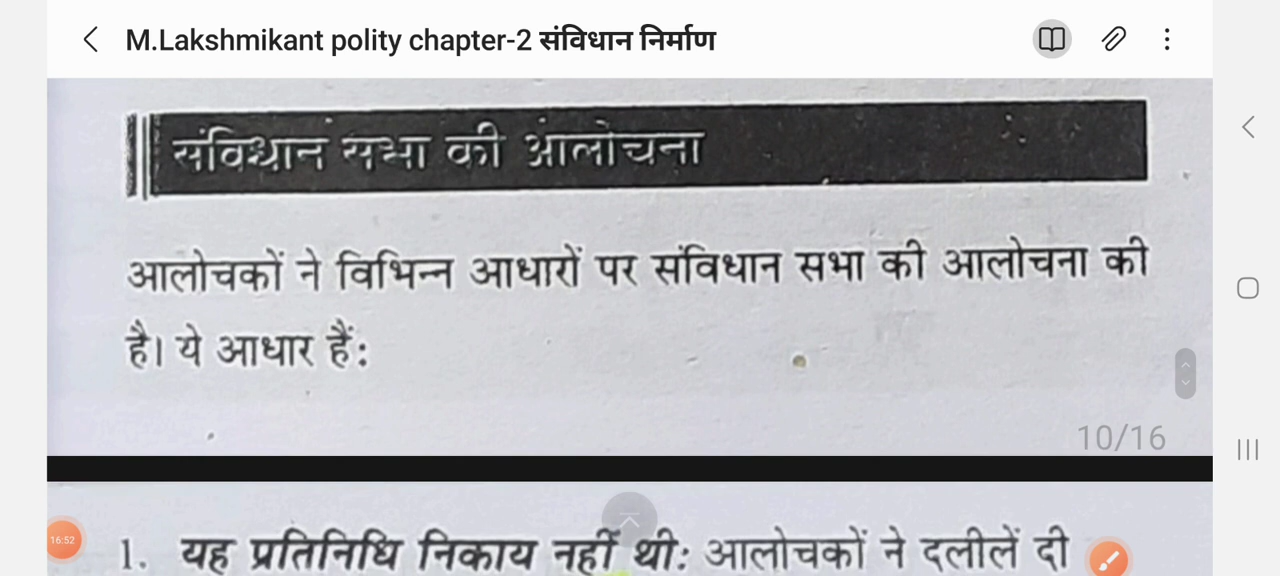 M.Lakshmikant polity chapter-2 संविधान निर्माण
संविधान सभा की आलोचना
आलोचकों ने विभिन्न आधारों पर संविधान सभा की आलोचना की
है। ये आधार हैं:
10/16
1. यह प्रतिनिधि निकाय नहीं थी: आलोचकों ने दलीलें दी
16:52